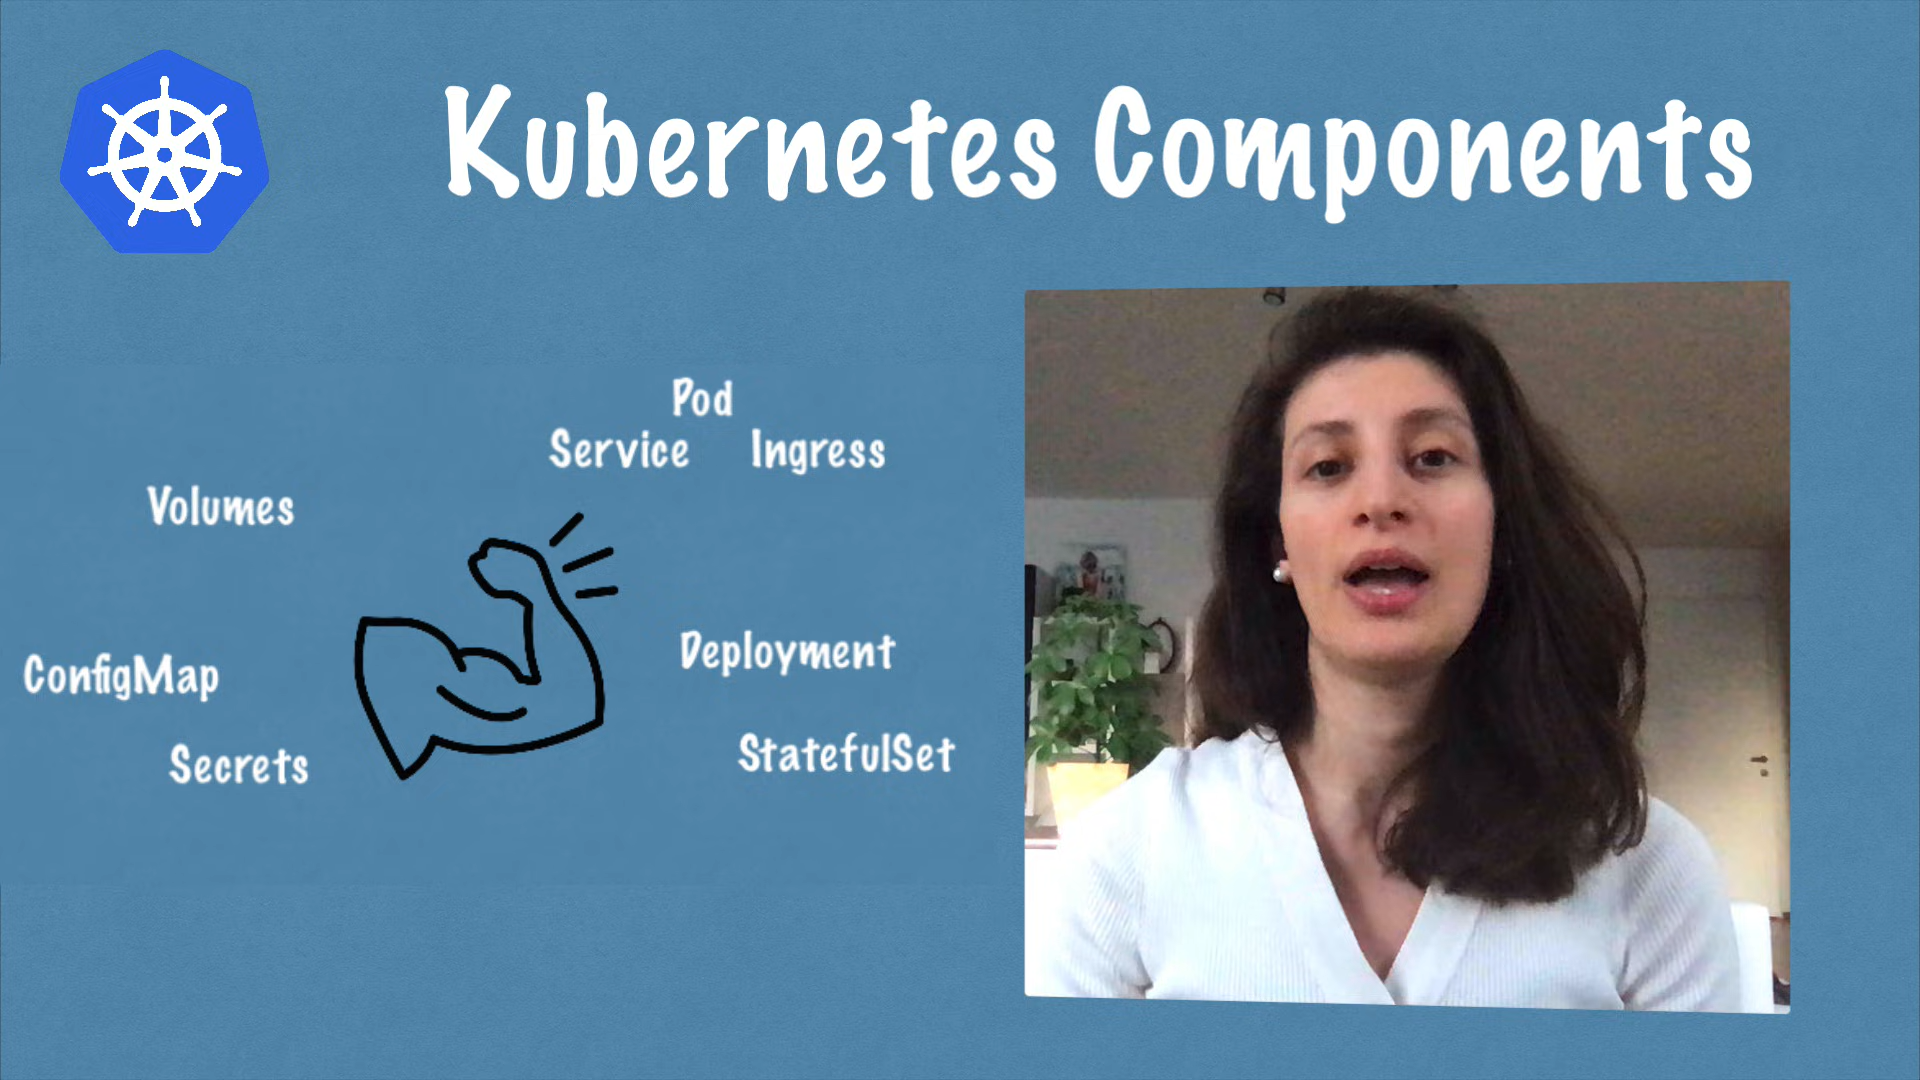 Kubernetes Components
Pod
Service Ingress
Volumes
Deployment
ConfigMap
StatefulSet
Secrets